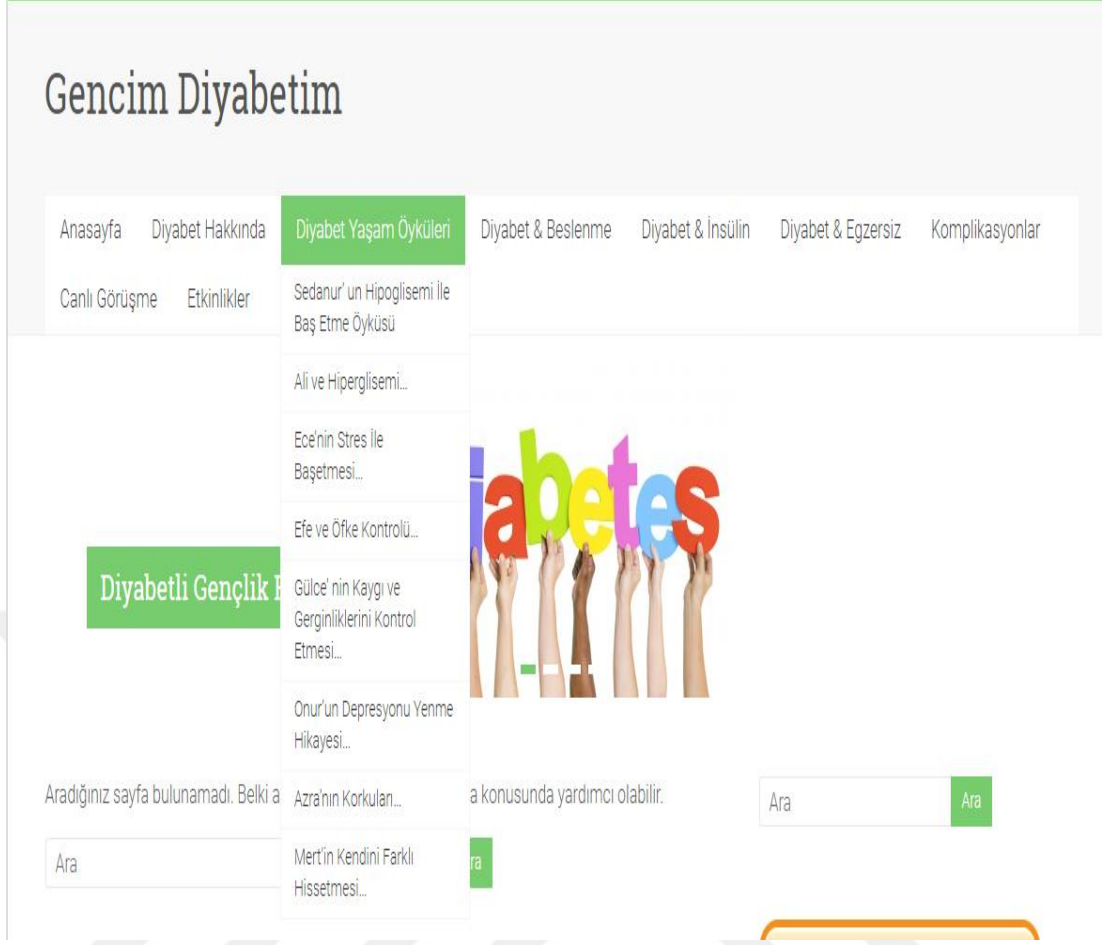 Gencim Diyabetim
Anasayfa Diyabet Hakkında Diyabet Yaşam Öyküleri Diyabet & Beslenme Diyabet & İnsülin Diyabet & Egzersiz Komplikasyonlar
Canlı Görüşme Etkinlikler
Sedanur' un Hipoglisemi İle
Baş Etme Öyküsü
Ali ve Hiperglisemi...
Ece'nin Stres İle
Başetmesi...
Efe ve Öfke Kontrolü...
Gülce' nin Kaygı ve
Gerginliklerini Kontrol
Etmesi...
Onur'un Depresyonu Yenme
Hikayesi...
Azra'nın Korkuları...
Mert'in Kendini Farklı
Hissetmesi...
abetes
Diyabetli Gençlik
Aradığınız sayfa bulunamadı. Belki a
a konusunda yardımcı olabilir.
Ara
ra
Ara Ara